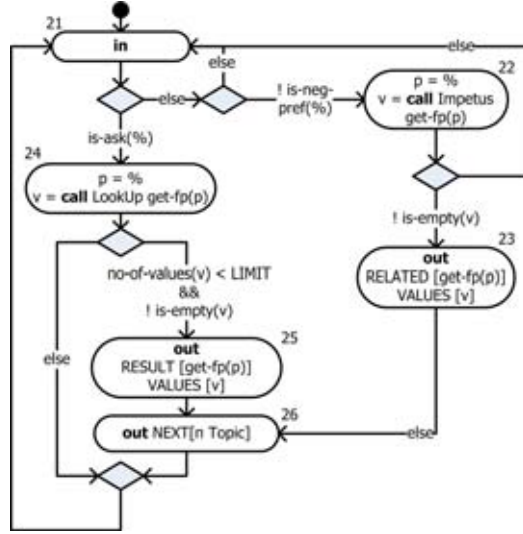 21
in
else
else
else
! is-neg-
pref(%)
22
p = %
v = call Impetus
get-fp(p)
is-ask(%)
24
p = %
v = call LookUp get-fp(p)
! is-empty(v)
23
out
RELATED [get-fp(p)]
VALUES [v]
no-of-values(v) < LIMIT
&&
! is-empty(v)
else
25
out
RESULT [get-fp(p)]
VALUES [v]
26
out NEXT[n Topic]
else